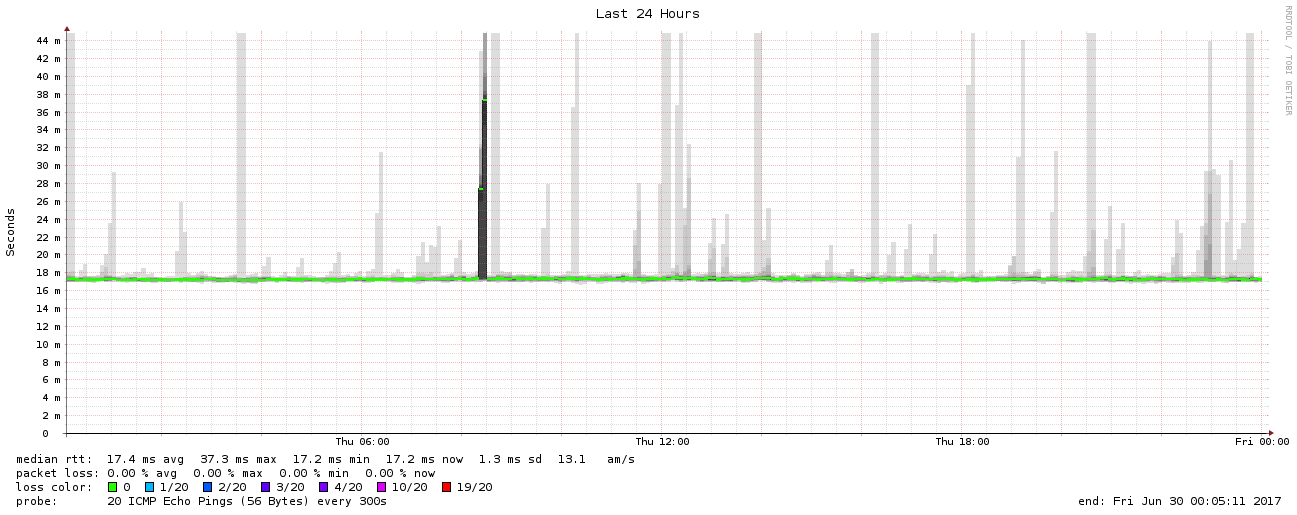 Last 24 Hours
RRDTOOL / TOBI OETIKER
Seconds
44 m
42 m
40 m
38 m
36 m
34 m
32 m
30 m
28 m
26 m
24 m
22 m
20 m
18 m
16 m
14 m
12 m
10 m
8 m
6 m
4 m
2 m
0
Thu 06:00 Thu 12:00 Thu 18:00 Fri 00:00
median rtt: 17.4 ms avg 37.3 ms max 17.2 ms min 17.2 ms now 1.3 ms sd 13.1 am/s
packet loss: 0.00 % avg 0.00 % max 0.00 % min 0.00 % now
loss color: 0 1/20 2/20 3/20 4/20 10/20 19/20
probe: 20 ICMP Echo Pings (56 Bytes) every 300s end: Fri Jun 30 00:05:11 2017